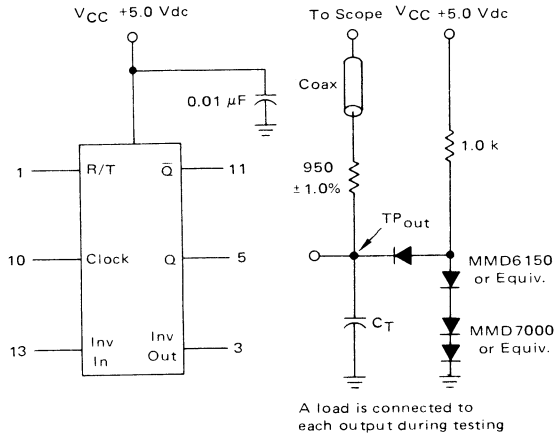 VCC +5.0 Vdc
To Scope
VCC +5.0 Vdc
Coax
0.01 μF
1.0 k
950
±1.0%
1
R/T
Q̅
11
TPout
10
Clock
Q
5
MMD6150
or Equiv.
CT
MMD7000
or Equiv.
13
Inv
In
Inv
Out
3
A load is connected to
each output during testing